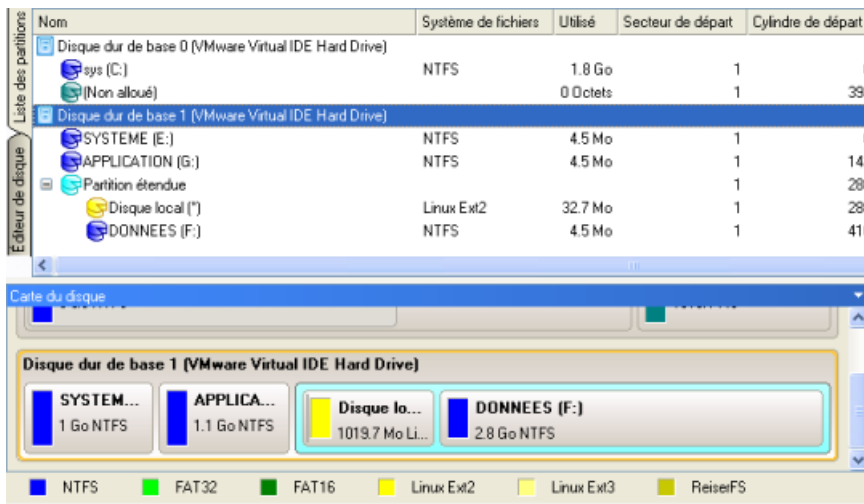 Liste des partitions
Éditeur de disque
Nom Système de fichiers Utilisé Secteur de départ Cylindre de départ
Disque dur de base 0 (VMware Virtual IDE Hard Drive)
sys (C:) NTFS 1.8 Go 1
(Non alloué) 0 Octets 1 39
Disque dur de base 1 (VMware Virtual IDE Hard Drive)
SYSTEME (E:) NTFS 4.5 Mo 1
APPLICATION (G:) NTFS 4.5 Mo 1 14
Partition étendue 1 28
Disque local (*) Linux Ext2 32.7 Mo 1 28
DONNEES (F:) NTFS 4.5 Mo 1 41
Carte du disque
Disque dur de base 1 (VMware Virtual IDE Hard Drive)
SYSTEM... APPLICA... Disque lo... DONNEES (F:)
1 Go NTFS 1.1 Go NTFS 1019.7 Mo Li... 2.8 Go NTFS
NTFS FAT32 FAT16 Linux Ext2 Linux Ext3 ReiserFS